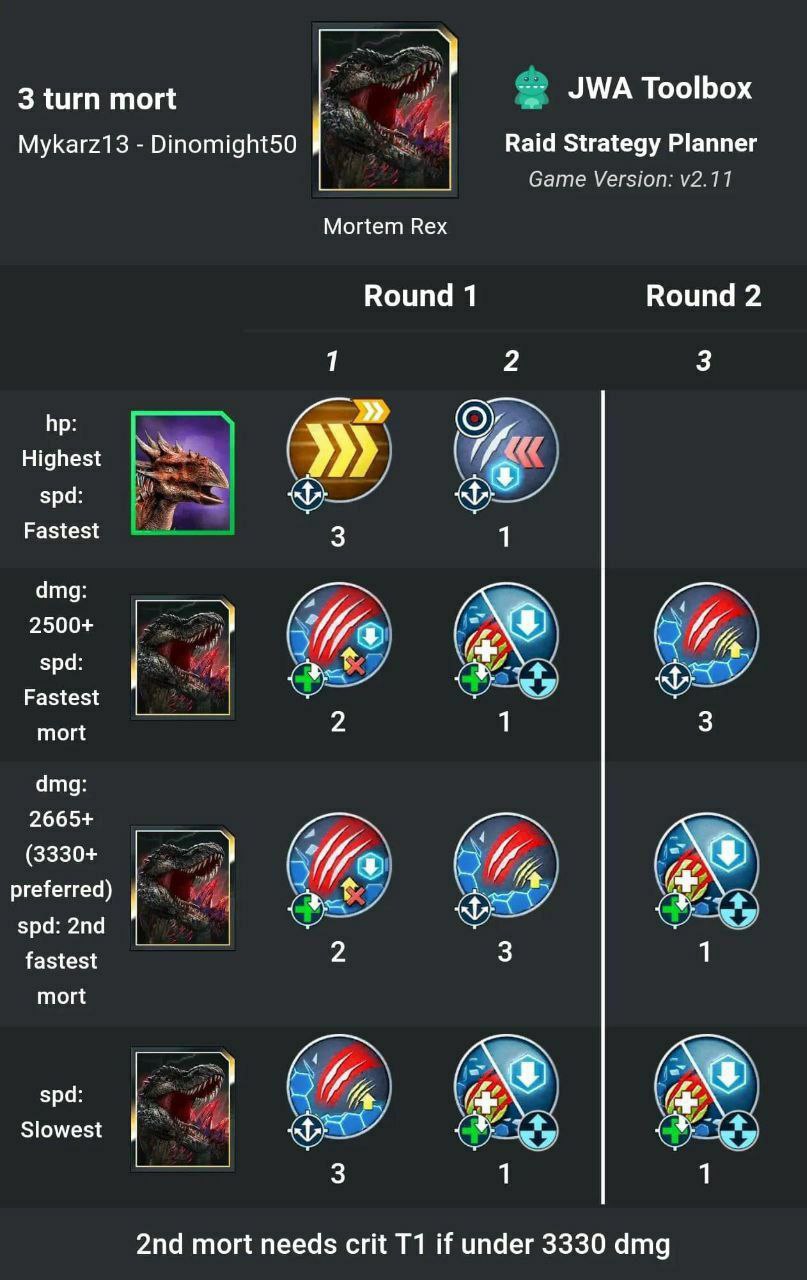 3 turn mort
Mykarz13 - Dinomight50
Mortem Rex
JWA Toolbox
Raid Strategy Planner
Game Version: v2.11
Round 1
Round 2
1
2
3
hp:
Highest
spd:
Fastest
3
1
dmg:
2500+
spd:
Fastest
mort
2
1
3
dmg:
2665+
(3330+
preferred)
spd: 2nd
fastest
mort
2
3
1
spd:
Slowest
3
1
1
2nd mort needs crit T1 if under 3330 dmg